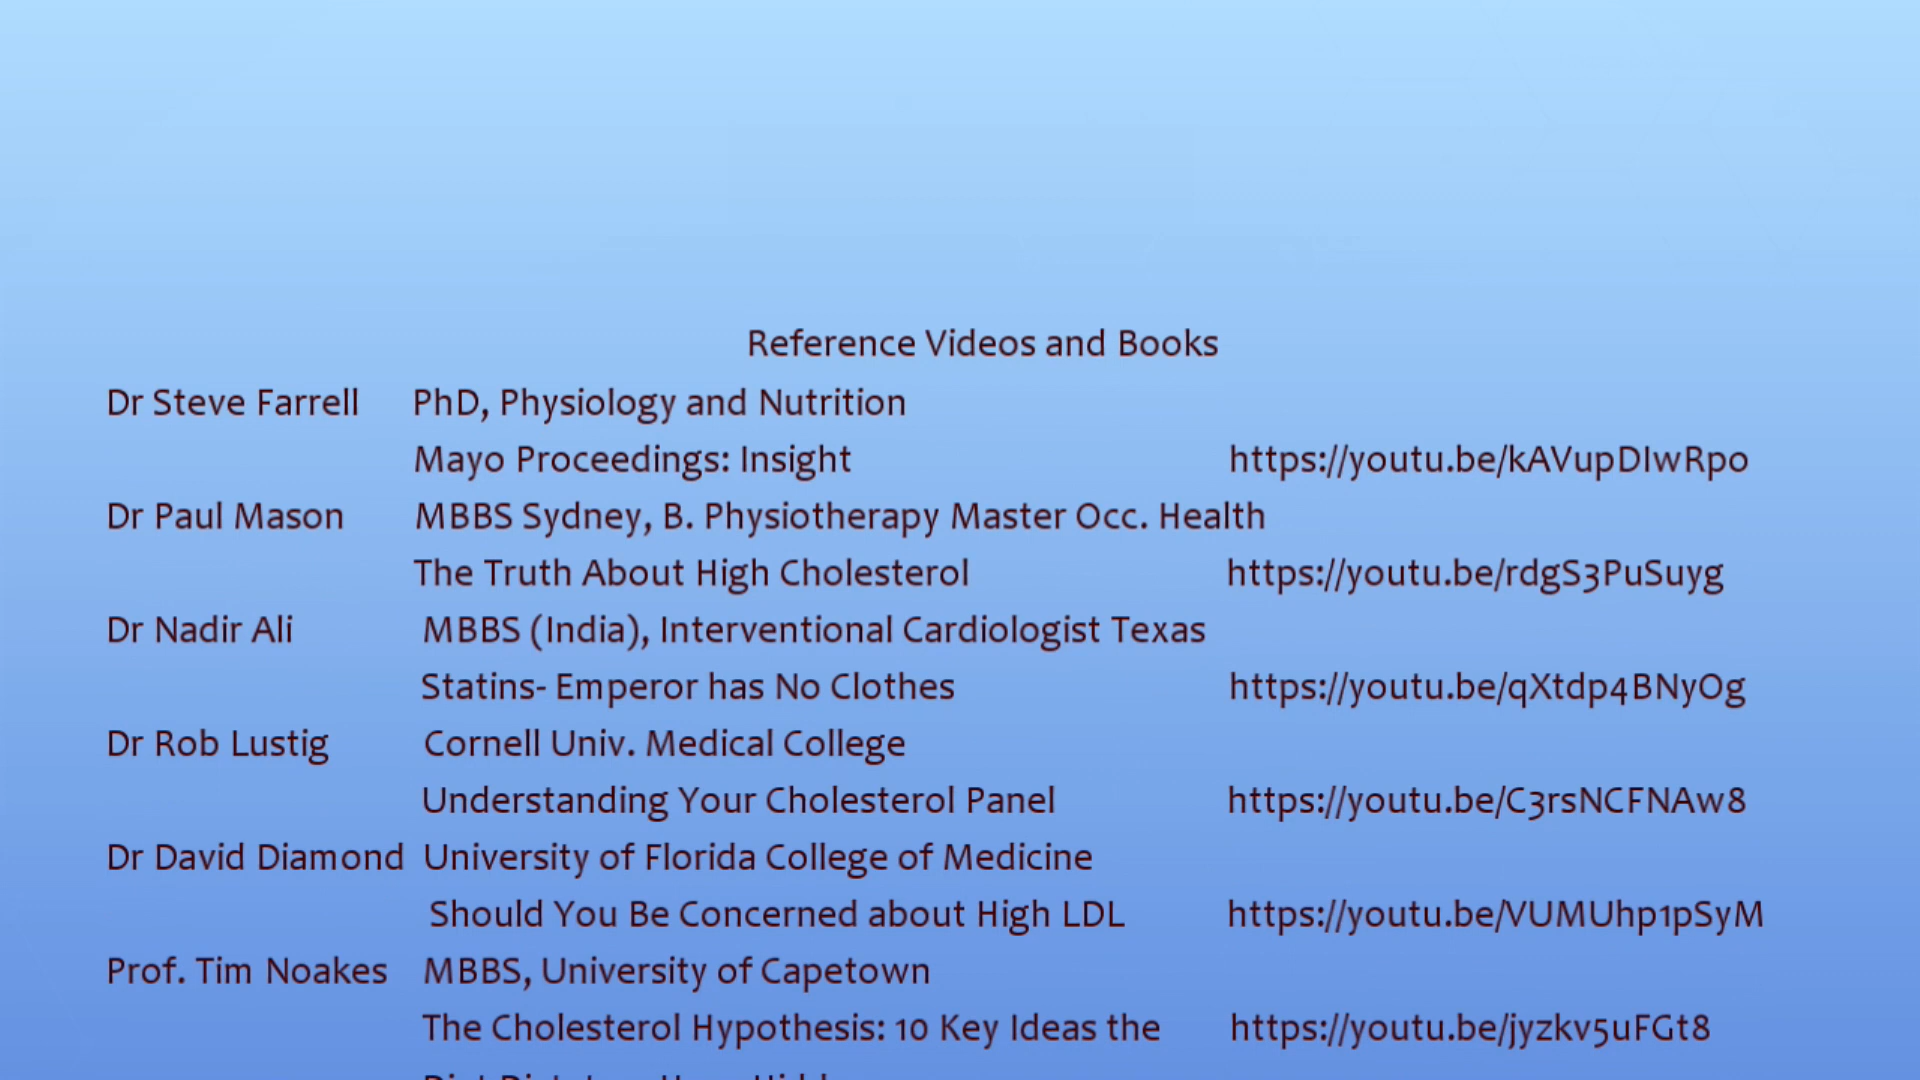 Reference Videos and Books
Dr Steve Farrell PhD, Physiology and Nutrition
Mayo Proceedings: Insight https://youtu.be/kAVupDIwRpo
Dr Paul Mason MBBS Sydney, B. Physiotherapy Master Occ. Health
The Truth About High Cholesterol https://youtu.be/rdgS3PuSuyg
Dr Nadir Ali MBBS (India), Interventional Cardiologist Texas
Statins- Emperor has No Clothes https://youtu.be/qXtdp4BNyOg
Dr Rob Lustig Cornell Univ. Medical College
Understanding Your Cholesterol Panel https://youtu.be/C3rsNCFNAw8
Dr David Diamond University of Florida College of Medicine
Should You Be Concerned about High LDL https://youtu.be/VUMUhp1pSyM
Prof. Tim Noakes MBBS, University of Capetown
The Cholesterol Hypothesis: 10 Key Ideas the https://youtu.be/jyzkv5uFGt8